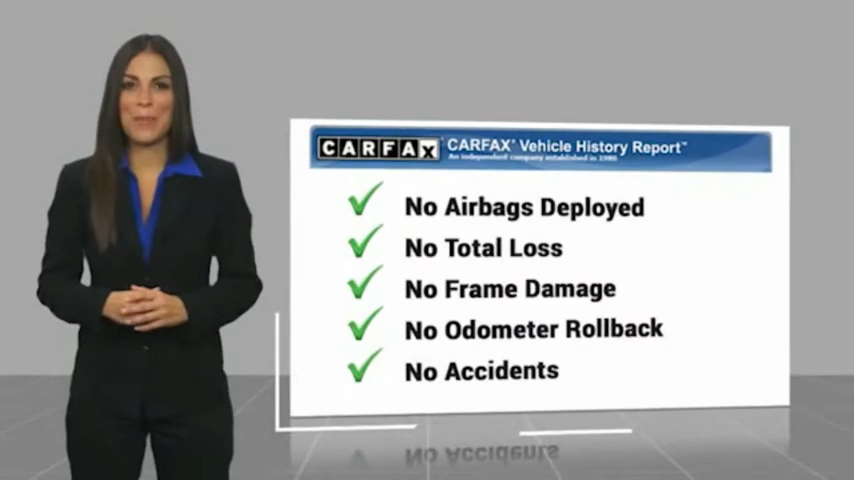 CARFAX CARFAX® Vehicle History Report™
An independent company established in 1986
No Airbags Deployed
No Total Loss
No Frame Damage
No Odometer Rollback
No Accidents
No Accidents